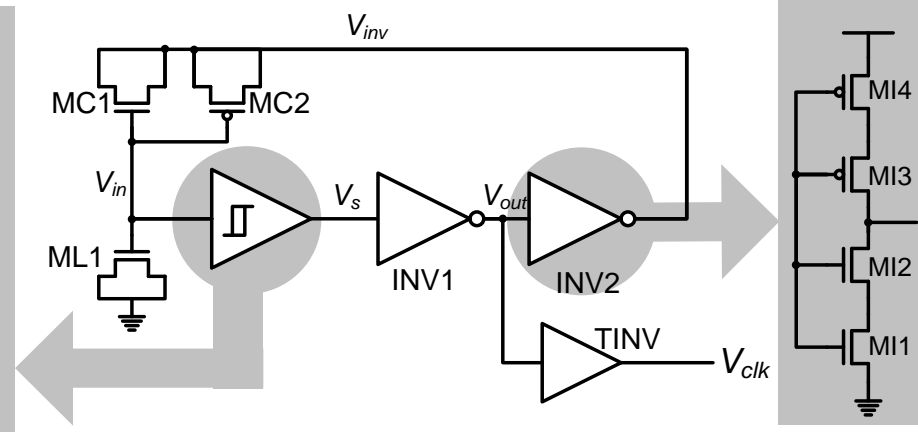 V_inv
MC1
MC2
MI4
V_in
V_s
V_out
MI3
ML1
INV1
INV2
MI2
TINV
V_clk
MI1